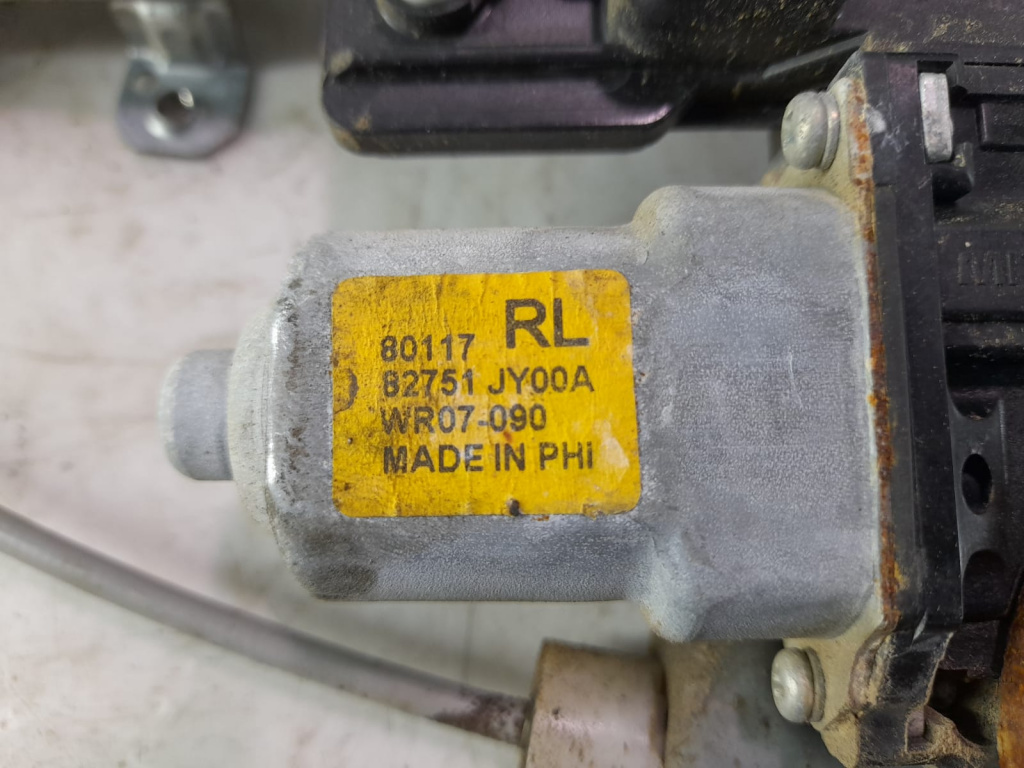 RL
80117
82751 JY00A
WR07-090
MADE IN PHI